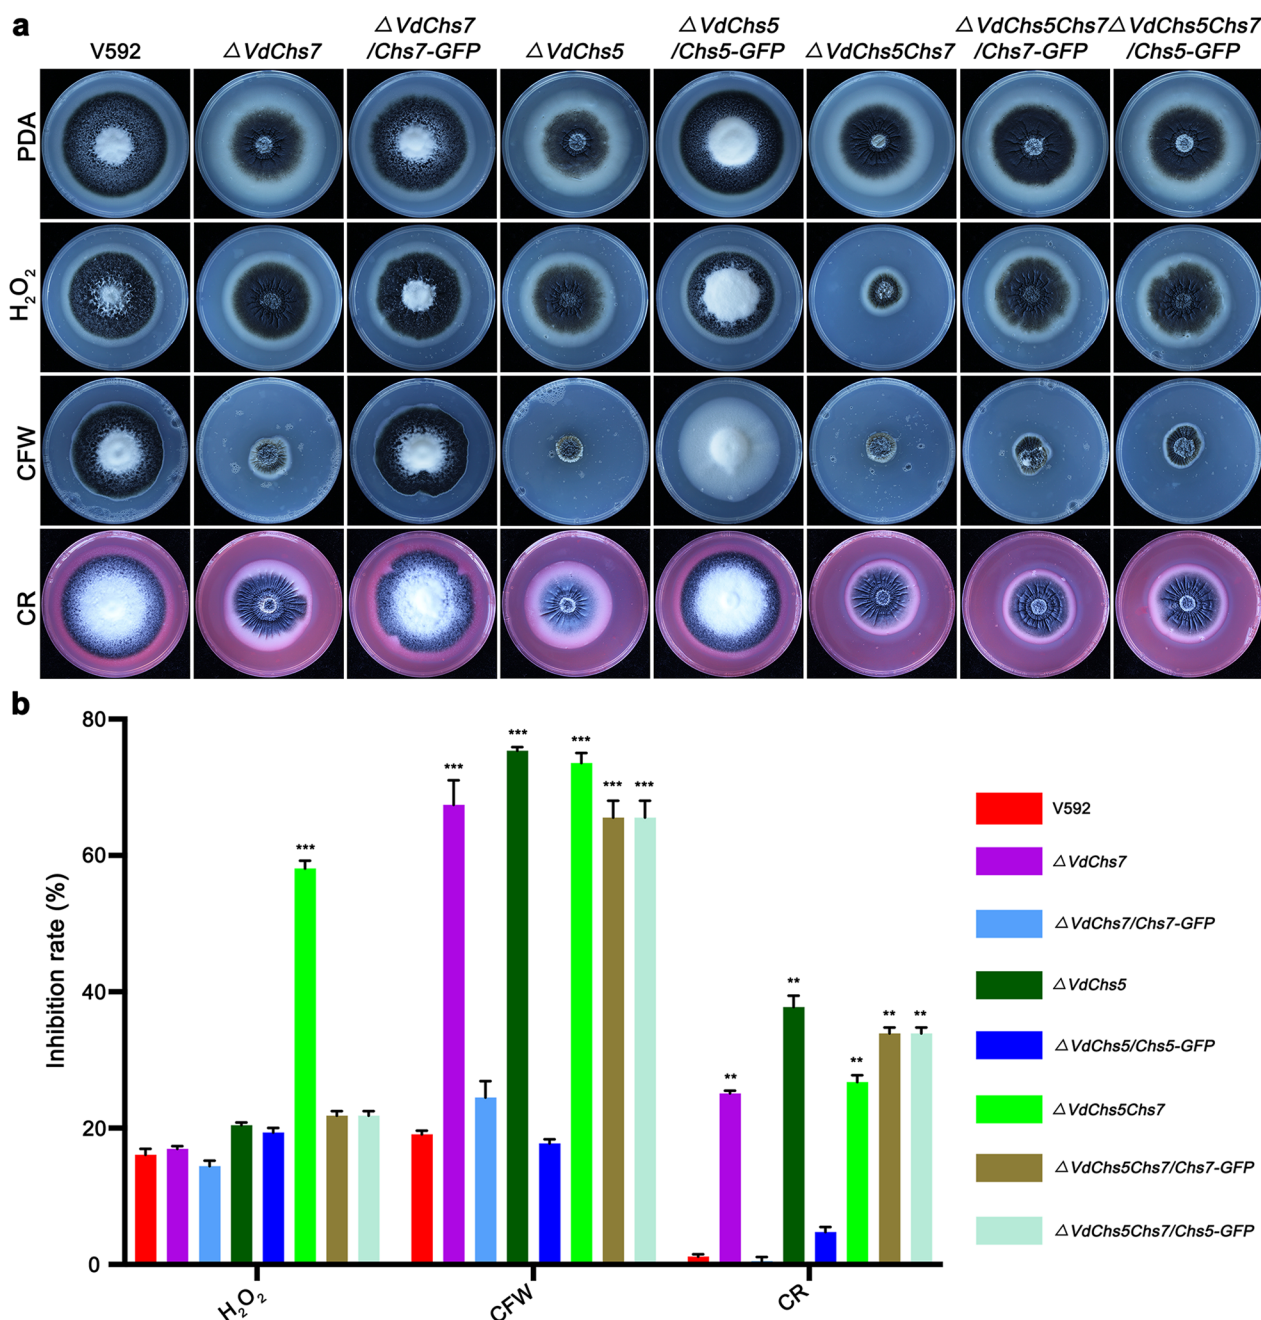 a
V592
△VdChs7
△VdChs7
/Chs7-GFP
△VdChs5
△VdChs5
/Chs5-GFP
△VdChs5Chs7
△VdChs5Chs7
/Chs7-GFP
△VdChs5Chs7
/Chs5-GFP
PDA
H₂O₂
CFW
CR
b
Inhibition rate (%)
80
60
40
20
0
***
***
***
***
***
***
**
**
**
**
**
H₂O₂
CFW
CR
V592
△VdChs7
△VdChs7/Chs7-GFP
△VdChs5
△VdChs5/Chs5-GFP
△VdChs5Chs7
△VdChs5Chs7/Chs7-GFP
△VdChs5Chs7/Chs5-GFP